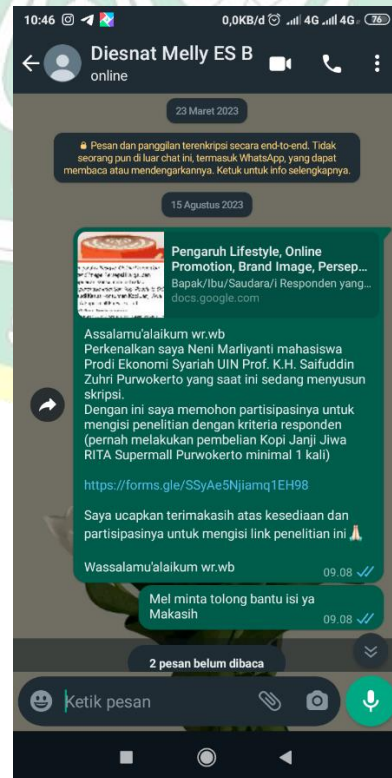 10:46 0,0KB/d 4G 4G 76
Diesnat Melly ES B
online
23 Maret 2023
Pesan dan panggilan terenkripsi secara end-to-end. Tidak
seorang pun di luar chat ini, termasuk WhatsApp, yang dapat
membaca atau mendengarkannya. Ketuk untuk info selengkapnya.
15 Agustus 2023
Pengaruh Lifestyle, Online
Promotion, Brand Image, Persep...
Bapak/Ibu/Saudara/i Responden yang...
docs.google.com
Assalamu'alaikum wr.wb
Perkenalkan saya Neni Marliyanti mahasiswa
Prodi Ekonomi Syariah UIN Prof. K.H. Saifuddin
Zuhri Purwokerto yang saat ini sedang menyusun
skripsi.
Dengan ini saya memohon partisipasinya untuk
mengisi penelitian dengan kriteria responden
(pernah melakukan pembelian Kopi Janji Jiwa
RITA Supermall Purwokerto minimal 1 kali)
https://forms.gle/SSyAe5Njiamq1EH98
Saya ucapkan terimakasih atas kesediaan dan
partisipasinya untuk mengisi link penelitian ini🙏🏻
Wassalamu'alaikum wr.wb
09.08
Mel minta tolong bantu isi ya
Makasih
09.08
2 pesan belum dibaca
Ketik pesan